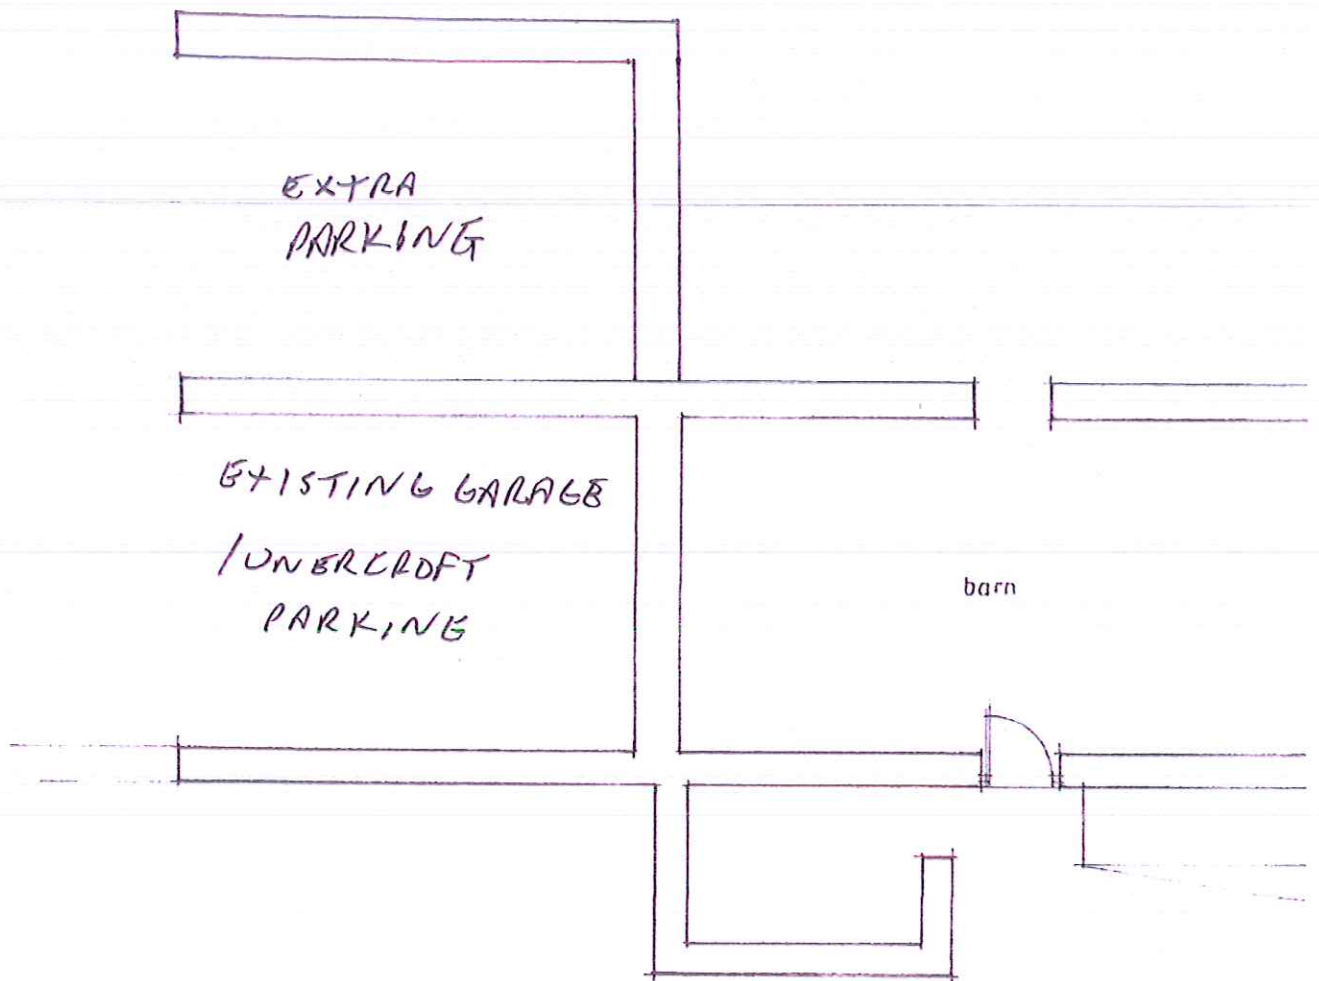 EXTRA
PARKING
EXISTING GARAGE
/UNERCROFT
PARKING
barn